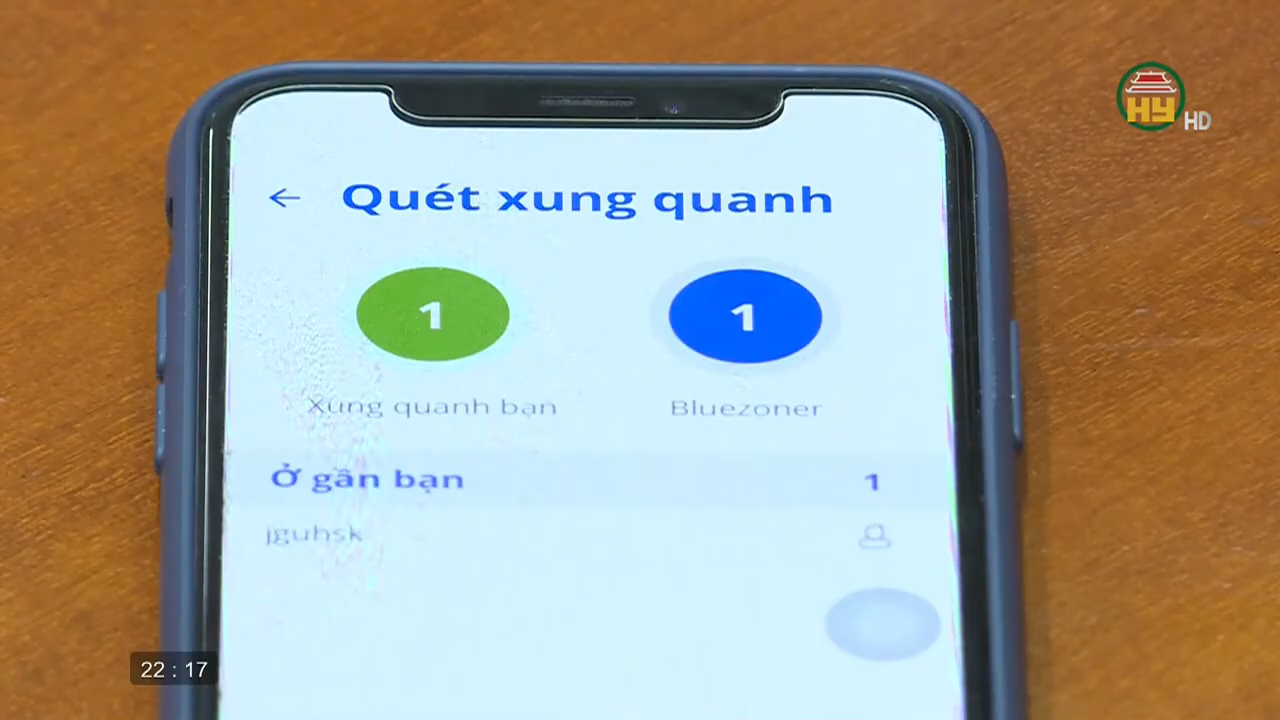 HY HD
Quét xung quanh
1 1
Xung quanh bạn Bluezoner
Ở gần bạn 1
jguhsk
22 : 17